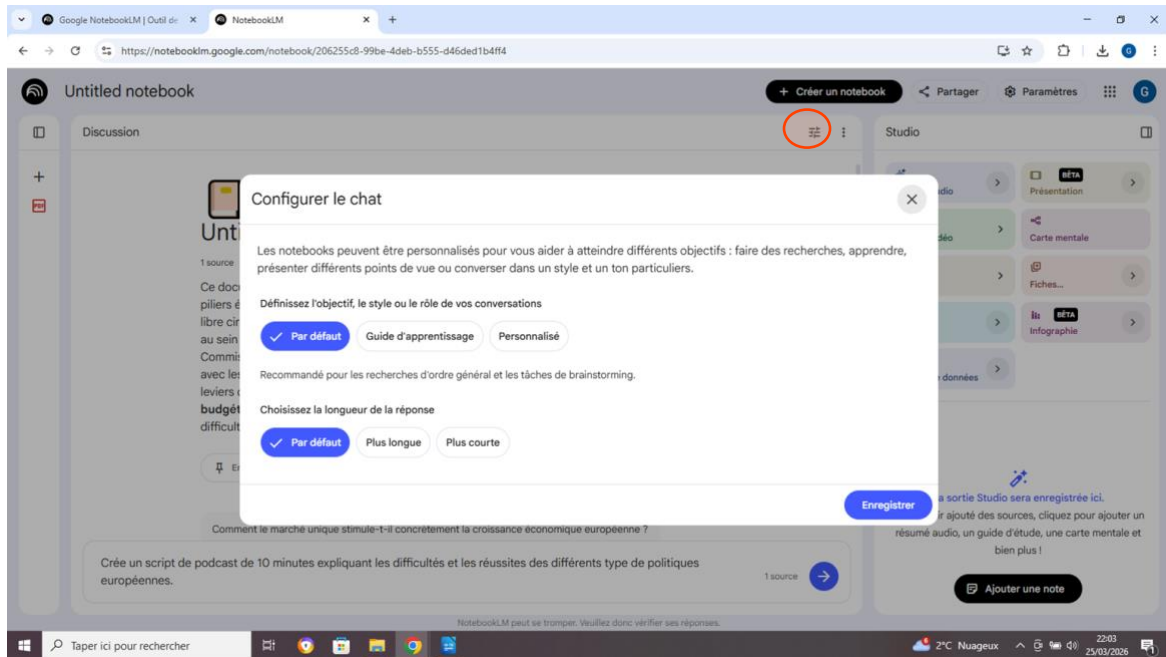 Google NotebookLM | Outil de
NotebookLM
https://notebooklm.google.com/notebook/206255c8-99be-4deb-b555-d46ded1b4ff4
G
Untitled notebook
+ Créer un notebook
Partager
Paramètres
G
Discussion
Studio
PDF
Configurer le chat
Les notebooks peuvent être personnalisés pour vous aider à atteindre différents objectifs : faire des recherches, apprendre,
présenter différents points de vue ou converser dans un style et un ton particuliers.
Définissez l'objectif, le style ou le rôle de vos conversations
Par défaut
Guide d'apprentissage
Personnalisé
Recommandé pour les recherches d'ordre général et les tâches de brainstorming.
Choisissez la longueur de la réponse
Par défaut
Plus longue
Plus courte
Enregistrer
Unti
1 source
Ce docu
piliers é
libre cir
au sein
Commis
avec les
leviers
budgét
difficult
Comment le marché unique stimule-t-il concrètement la croissance économique européenne ?
Crée un script de podcast de 10 minutes expliquant les difficultés et les réussites des différents type de politiques
européennes.
1 source
NotebookLM peut se tromper. Veuillez donc vérifier ses réponses.
dio
BÊTA
Présentation
déo
Carte mentale
Fiches...
BÊTA
Infographie
données
a sortie Studio sera enregistrée ici.
ir ajouté des sources, cliquez pour ajouter un
résumé audio, un guide d'étude, une carte mentale et
bien plus !
Ajouter une note
Taper ici pour rechercher
2°C Nuageux
22:03
25/03/2026
1